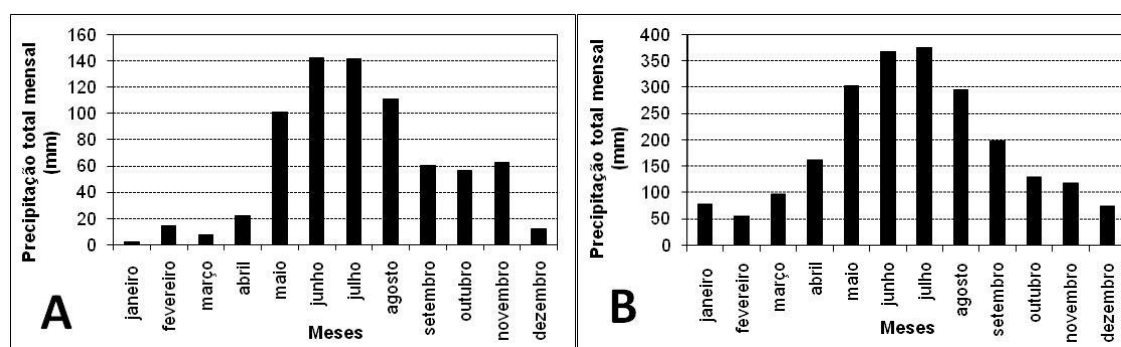 Precipitação total mensal
(mm)
160
140
120
100
80
60
40
20
0
janeiro
fevereiro
março
abril
maio
junho
julho
agosto
setembro
outubro
novembro
dezembro
Meses
A
Precipitação total mensal
(mm)
400
350
300
250
200
150
100
50
0
janeiro
fevereiro
março
abril
maio
junho
julho
agosto
setembro
outubro
novembro
dezembro
Meses
B